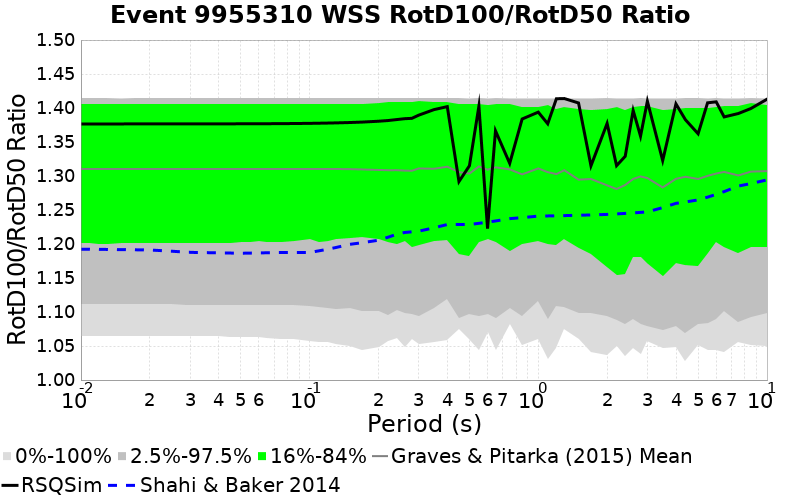 Event 9955310 WSS RotD100/RotD50 Ratio
RotD100/RotD50 Ratio
1.50
1.45
1.40
1.35
1.30
1.25
1.20
1.15
1.10
1.05
1.00
10-2 2 3 4 5 6 10-1 2 3 4 5 6 7 100 2 3 4 5 6 7 101
Period (s)
0%-100% 2.5%-97.5% 16%-84% Graves & Pitarka (2015) Mean
RSQSim Shahi & Baker 2014